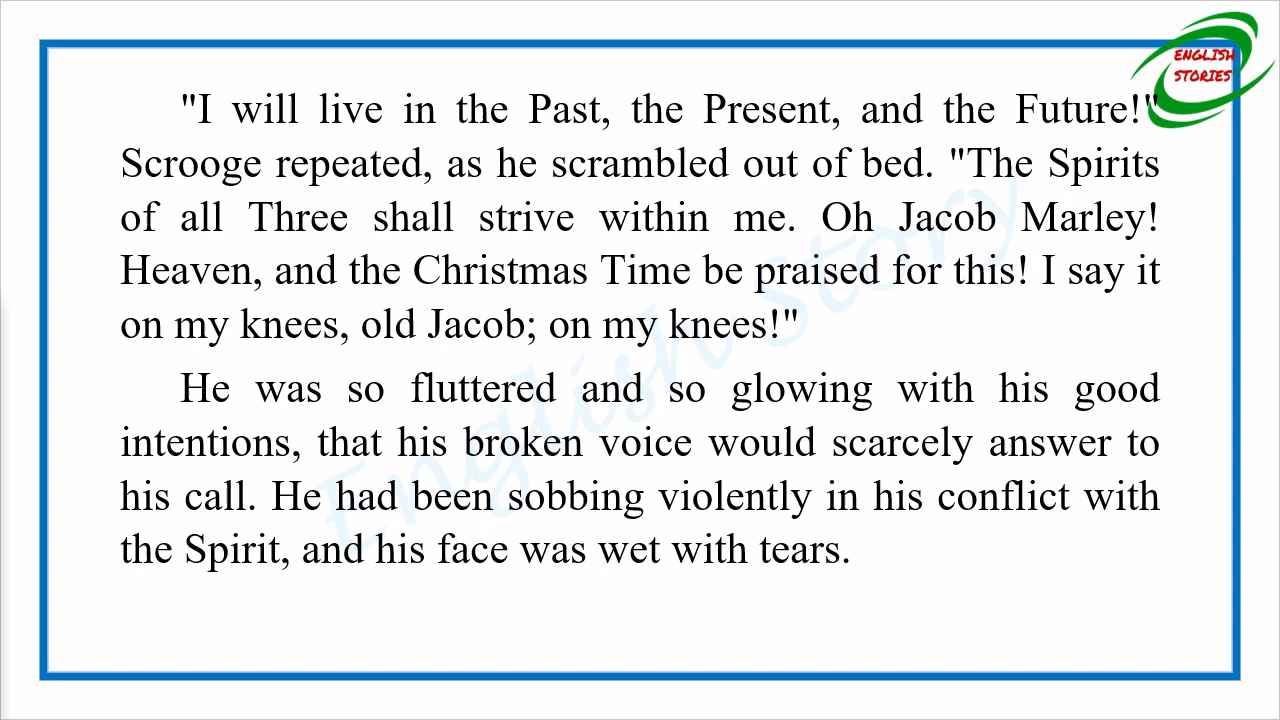 ENGLISH
STORIES
"I will live in the Past, the Present, and the Future!"
Scrooge repeated, as he scrambled out of bed. "The Spirits
of all Three shall strive within me. Oh Jacob Marley!
Heaven, and the Christmas Time be praised for this! I say it
on my knees, old Jacob; on my knees!"
He was so fluttered and so glowing with his good
intentions, that his broken voice would scarcely answer to
his call. He had been sobbing violently in his conflict with
the Spirit, and his face was wet with tears.
English Story